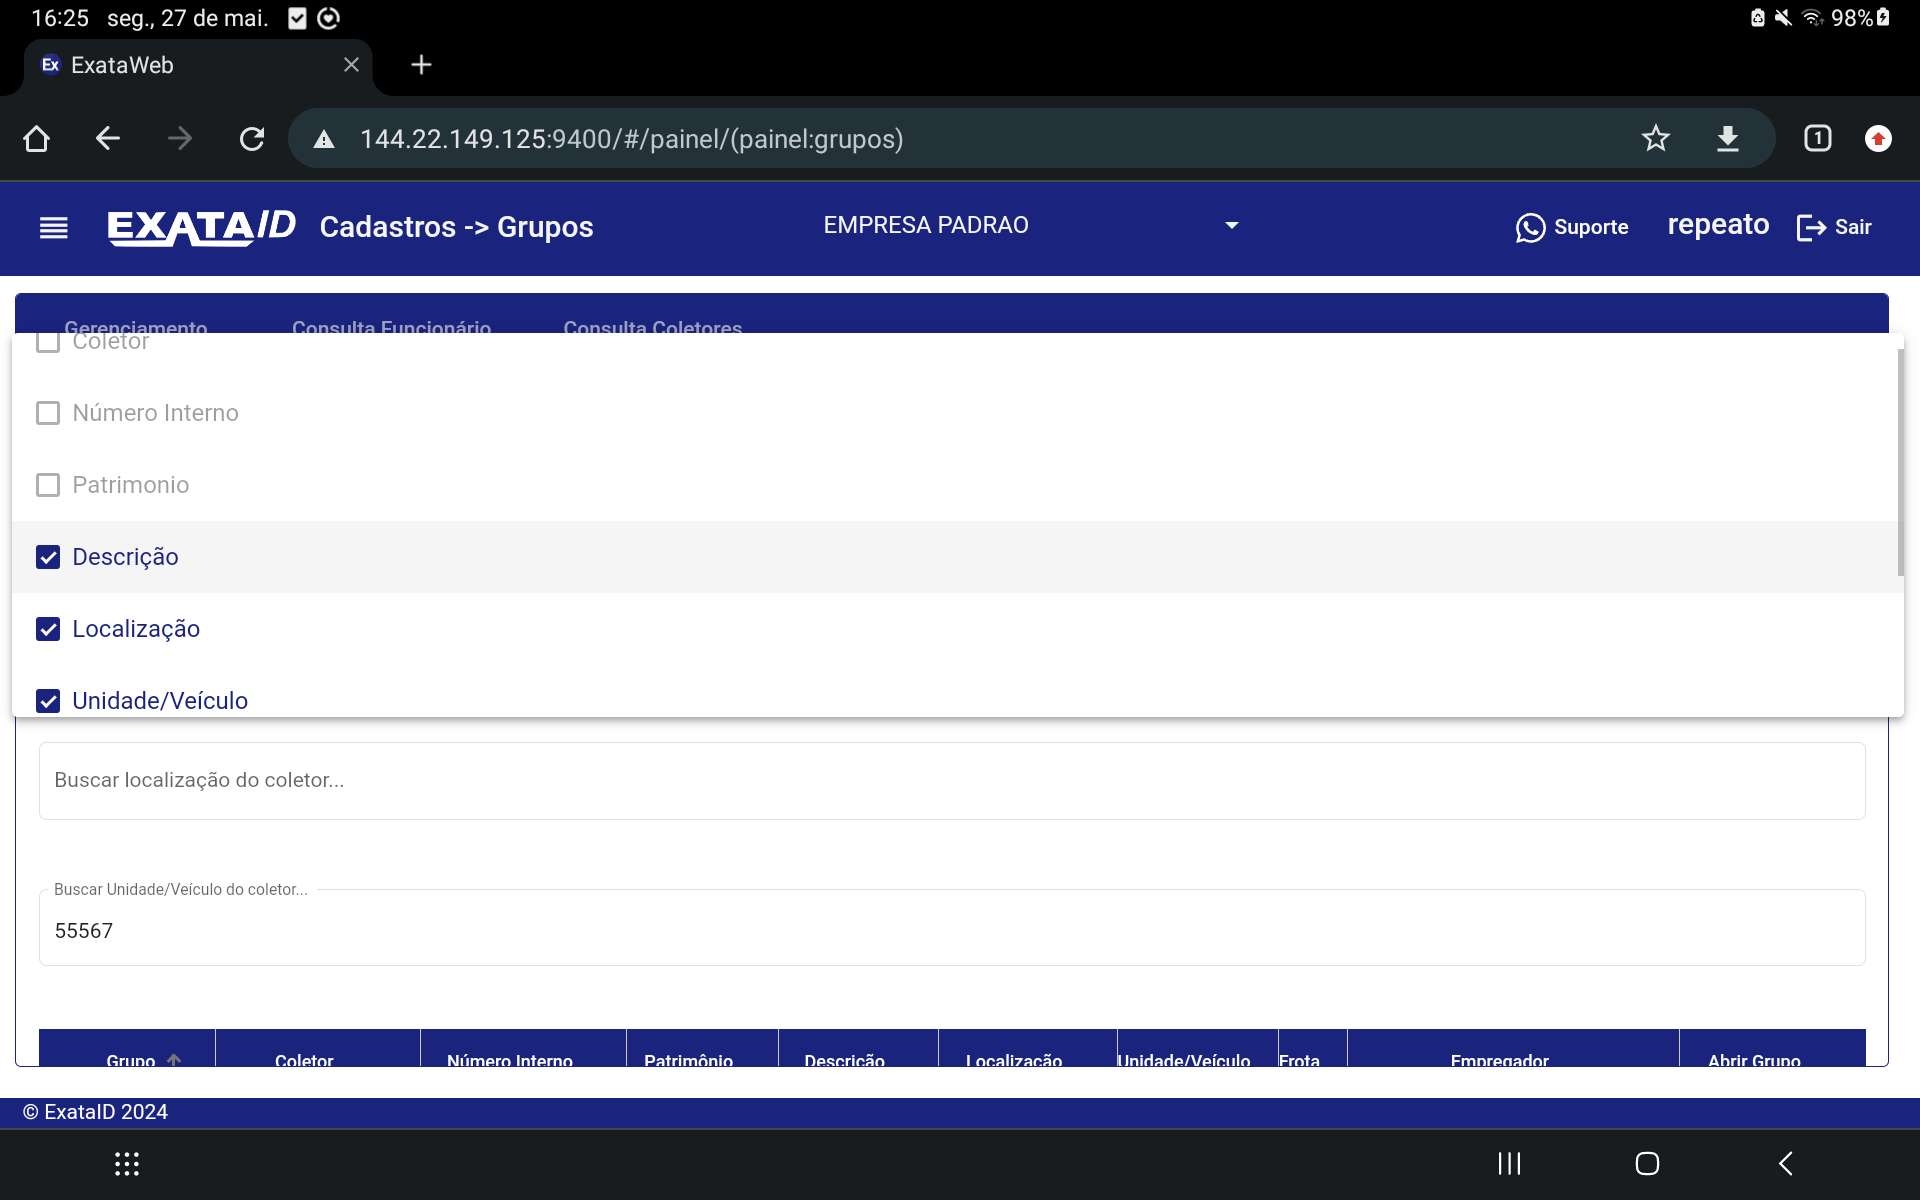 16:25 seg., 27 de mai. 98%
Ex ExataWeb
144.22.149.125:9400/#/painel/(painel:grupos) 1
EXATAID Cadastros -> Grupos EMPRESA PADRAO Suporte repeato Sair
Gerenciamento Consulta Funcionário Consulta Coletores
Coletor
Número Interno
Patrimonio
Descrição
Localização
Unidade/Veículo
Buscar localização do coletor...
Buscar Unidade/Veículo do coletor...
55567
Grupo Coletor Número Interno Patrimônio Descrição Localização Unidade/Veículo Frota Empregador Abrir Grupo
© ExataID 2024